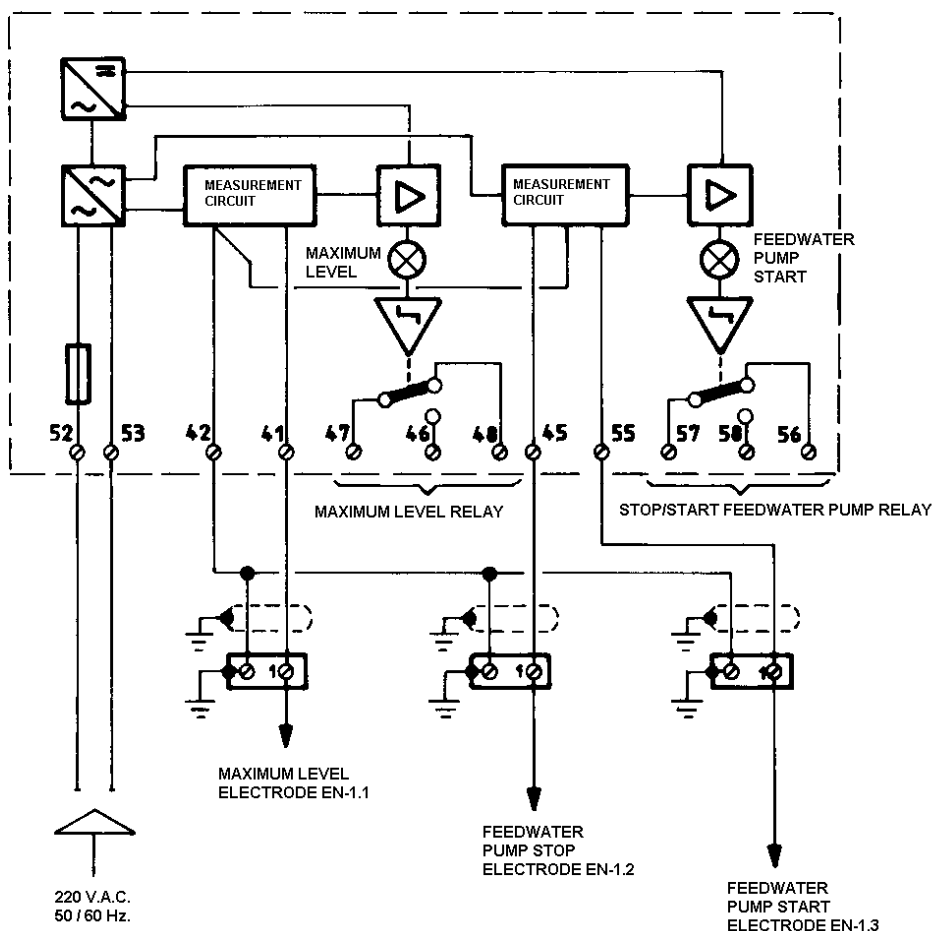 MEASUREMENT
CIRCUIT
MEASUREMENT
CIRCUIT
MAXIMUM
LEVEL
FEEDWATER
PUMP
START
52
53
42
41
47
46
48
45
55
57
58
56
MAXIMUM LEVEL RELAY
STOP/START FEEDWATER PUMP RELAY
1
1
1
MAXIMUM LEVEL
ELECTRODE EN-1.1
FEEDWATER
PUMP STOP
ELECTRODE EN-1.2
FEEDWATER
PUMP START
ELECTRODE EN-1.3
220 V.A.C.
50 / 60 Hz.